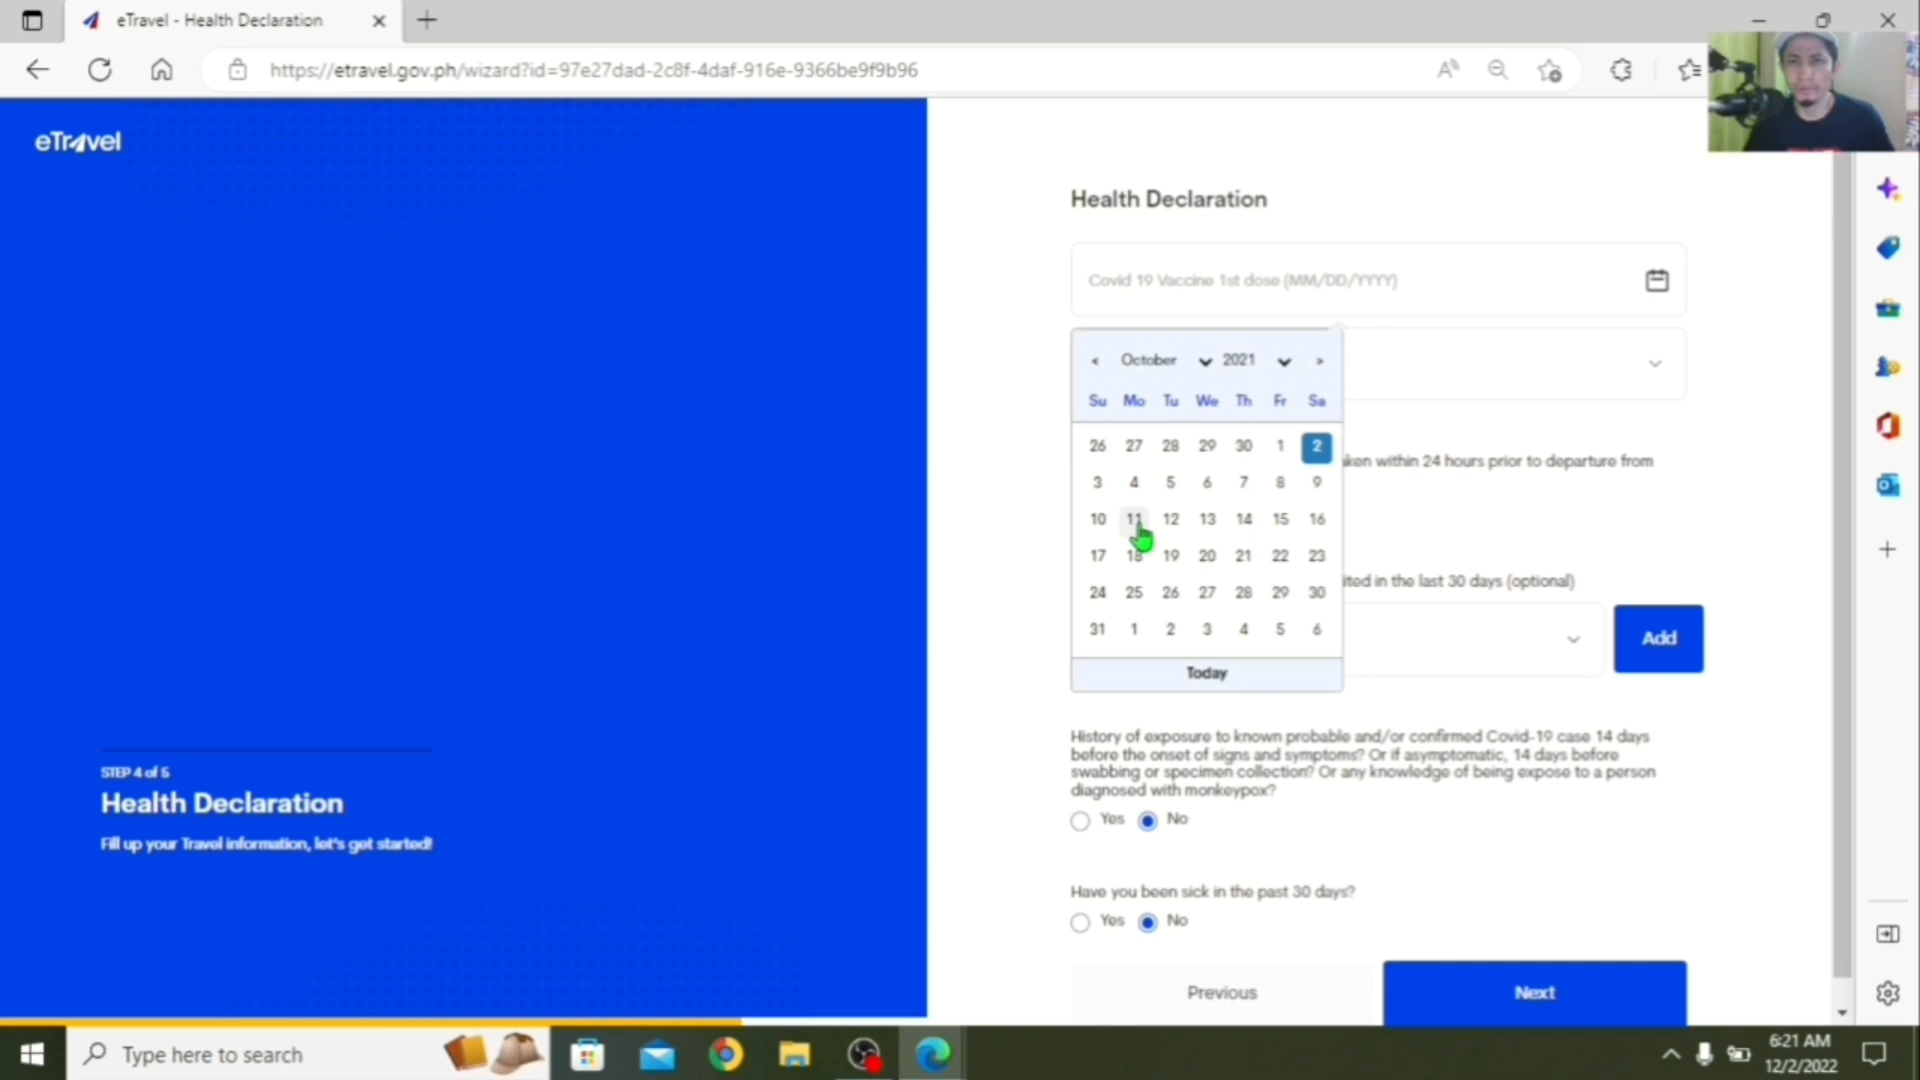 eTravel - Health Declaration
https://etravel.gov.ph/wizard?id=97e27dad-2c8f-4daf-916e-9366be9f9b96
eTravel
Health Declaration
Covid 19 Vaccine 1st dose (MM/DD/YYYY)
< October 2021 >
Su Mo Tu We Th Fr Sa
26 27 28 29 30 1 2
3 4 5 6 7 8 9
10 11 12 13 14 15 16
17 18 19 20 21 22 23
24 25 26 27 28 29 30
31 1 2 3 4 5 6
Today
aken within 24 hours prior to departure from
ited in the last 30 days (optional)
Add
History of exposure to known probable and/or confirmed Covid-19 case 14 days
before the onset of signs and symptoms? Or if asymptomatic, 14 days before
swabbing or specimen collection? Or any knowledge of being expose to a person
diagnosed with monkeypox?
Yes No
Have you been sick in the past 30 days?
Yes No
Previous Next
STEP 4 of 5
Health Declaration
Fill up your Travel information, let's get started!
Type here to search
6:21 AM
12/2/2022